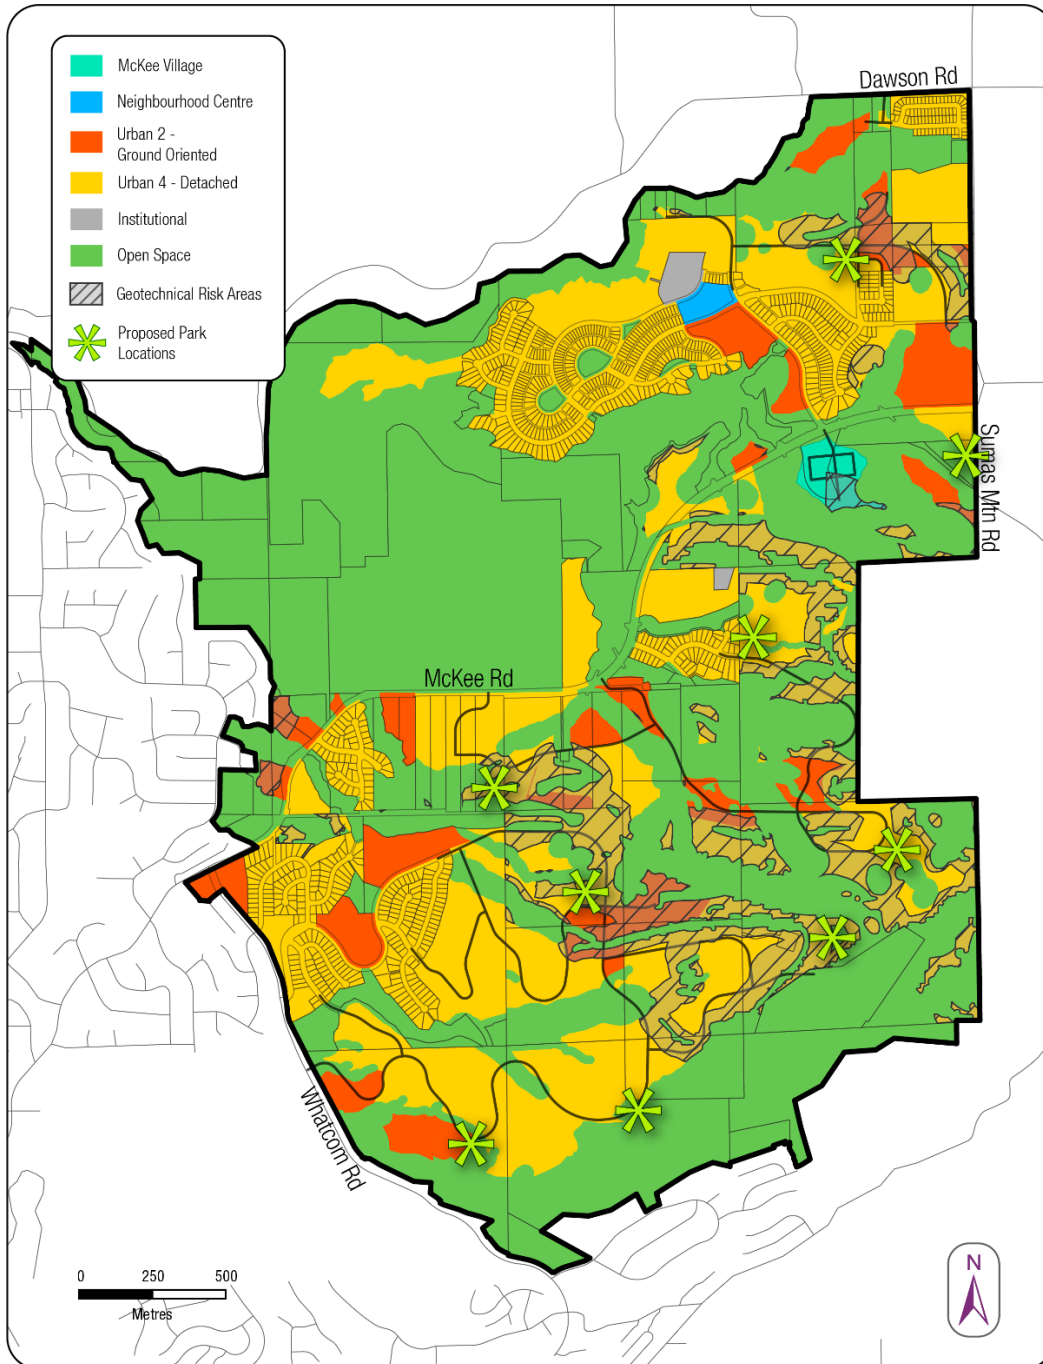 McKee Village
Neighbourhood Centre
Urban 2 -
Ground Oriented
Urban 4 - Detached
Institutional
Open Space
Geotechnical Risk Areas
Proposed Park
Locations
Dawson Rd
Sumas Mtn Rd
McKee Rd
Whatcom Rd
0 250 500
Metres
N